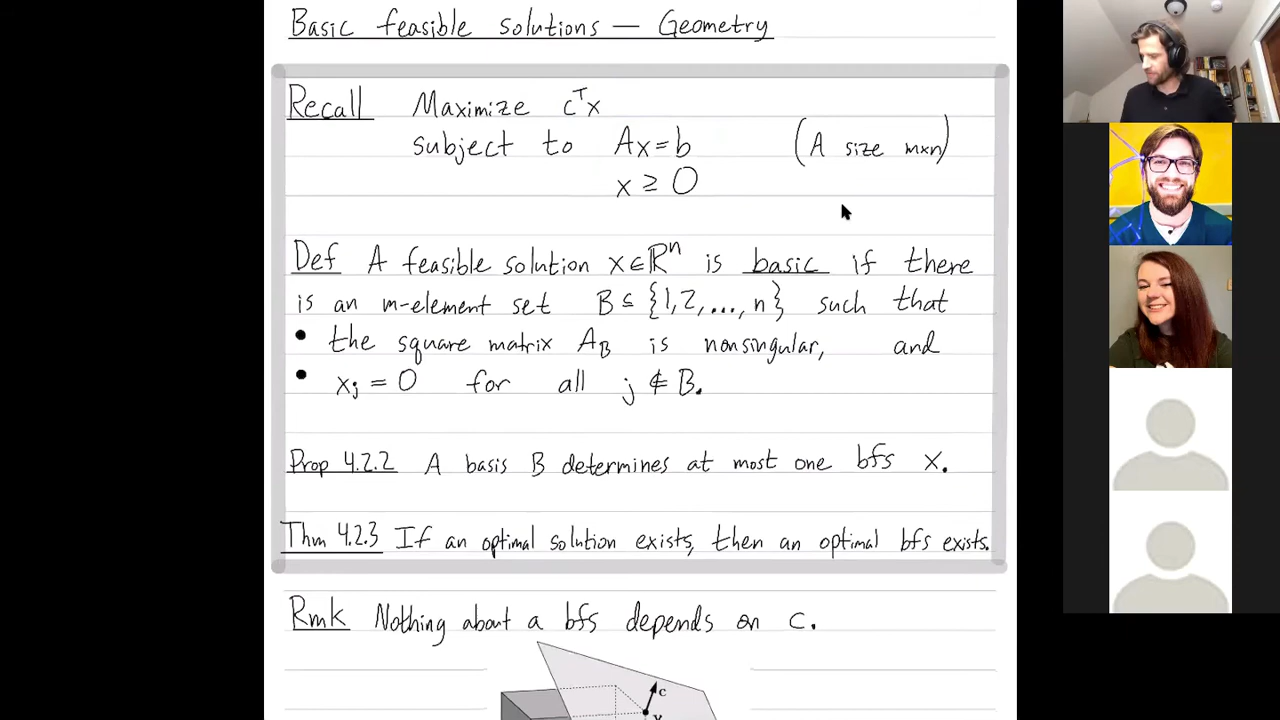 Basic feasible solutions — Geometry
Recall Maximize cᵀx
subject to Ax=b (A size m×n)
x ≥ 0
Def A feasible solution x∈ℝⁿ is basic if there
is an m-element set B ⊆ {1,2,...,n} such that
• the square matrix A_B is nonsingular, and
• xⱼ = 0 for all j ∉ B.
Prop 4.2.2 A basis B determines at most one bfs x.
Thm 4.2.3 If an optimal solution exists, then an optimal bfs exists.
Rmk Nothing about a bfs depends on c.
c
v